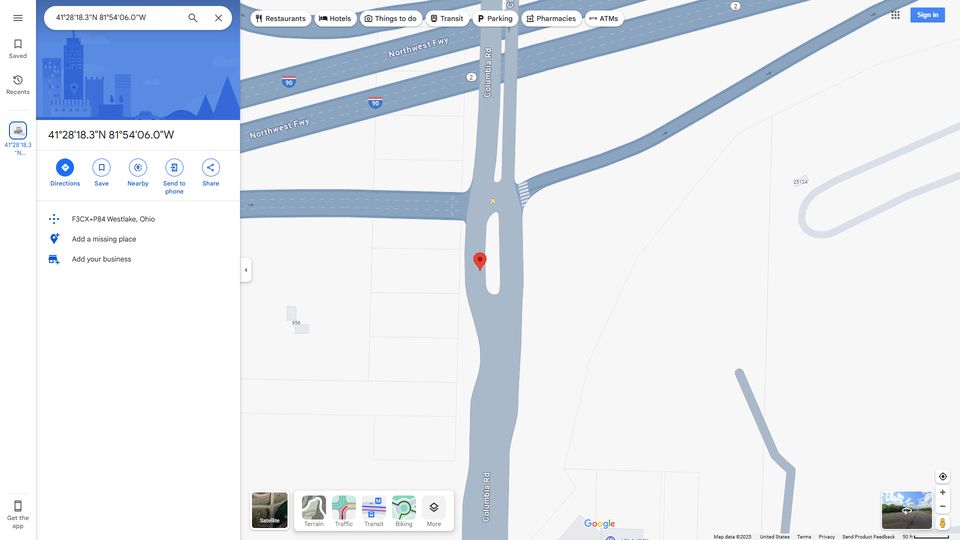 41°28'18.3"N 81°54'06.0"W
Restaurants
Hotels
Things to do
Transit
Parking
Pharmacies
ATMs
Sign in
Saved
Recents
41°28'18.3
"N...
41°28'18.3"N 81°54'06.0"W
Directions
Save
Nearby
Send to
phone
Share
F3CX+P84 Westlake, Ohio
Add a missing place
Add your business
Get the
app
Northwest Fwy
90
90
Northwest Fwy
2
2
Columbia Rd
25124
956
Columbia Rd
Satellite
Terrain
Traffic
Transit
Biking
More
Google
Map data ©2025
United States
Terms
Privacy
Send Product Feedback
50 ft